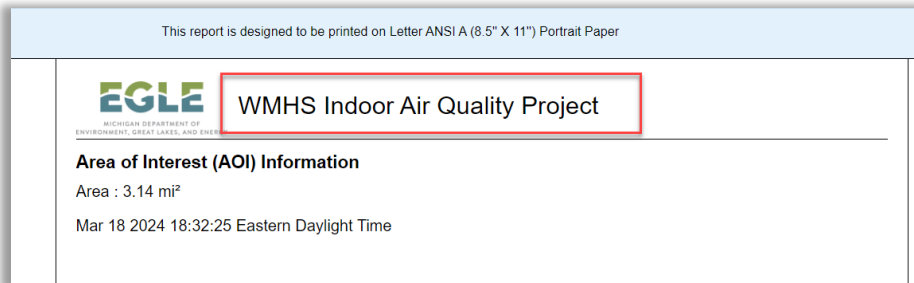 This report is designed to be printed on Letter ANSI A (8.5" X 11") Portrait Paper
EGLE
MICHIGAN DEPARTMENT OF
ENVIRONMENT, GREAT LAKES, AND ENERGY
WMHS Indoor Air Quality Project
Area of Interest (AOI) Information
Area : 3.14 mi²
Mar 18 2024 18:32:25 Eastern Daylight Time